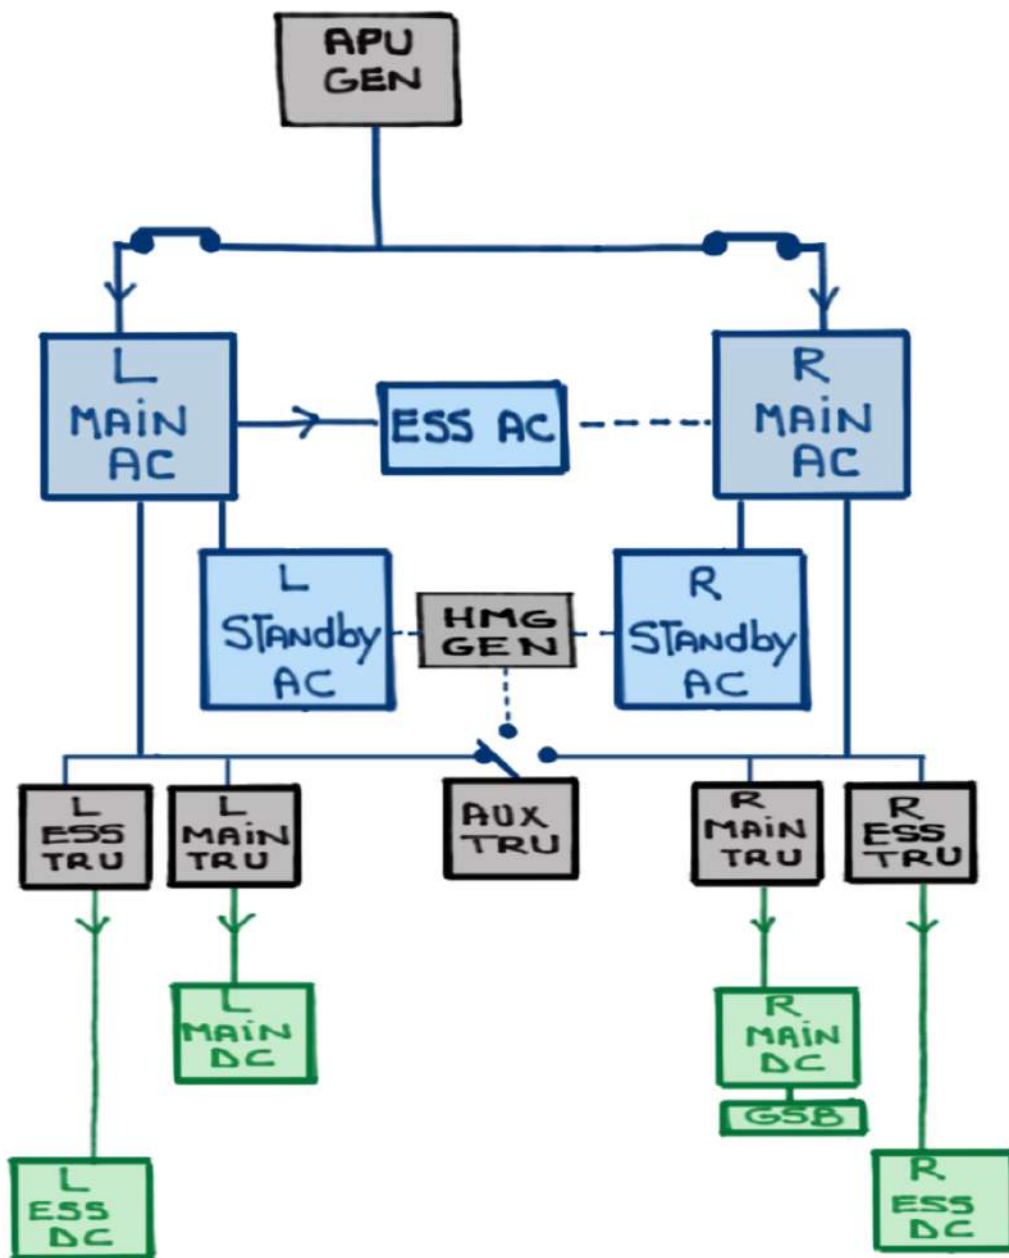 APU
GEN
L
MAIN
AC
ESS AC
R
MAIN
AC
L
STANdby
AC
HMG
GEN
R
STANdby
AC
L
ESS
TRU
L
MAIN
TRU
AUX
TRU
R
MAIN
TRU
R
ESS
TRU
L
MAIN
DC
R
MAIN
DC
GSB
L
ESS
DC
R
ESS
DC